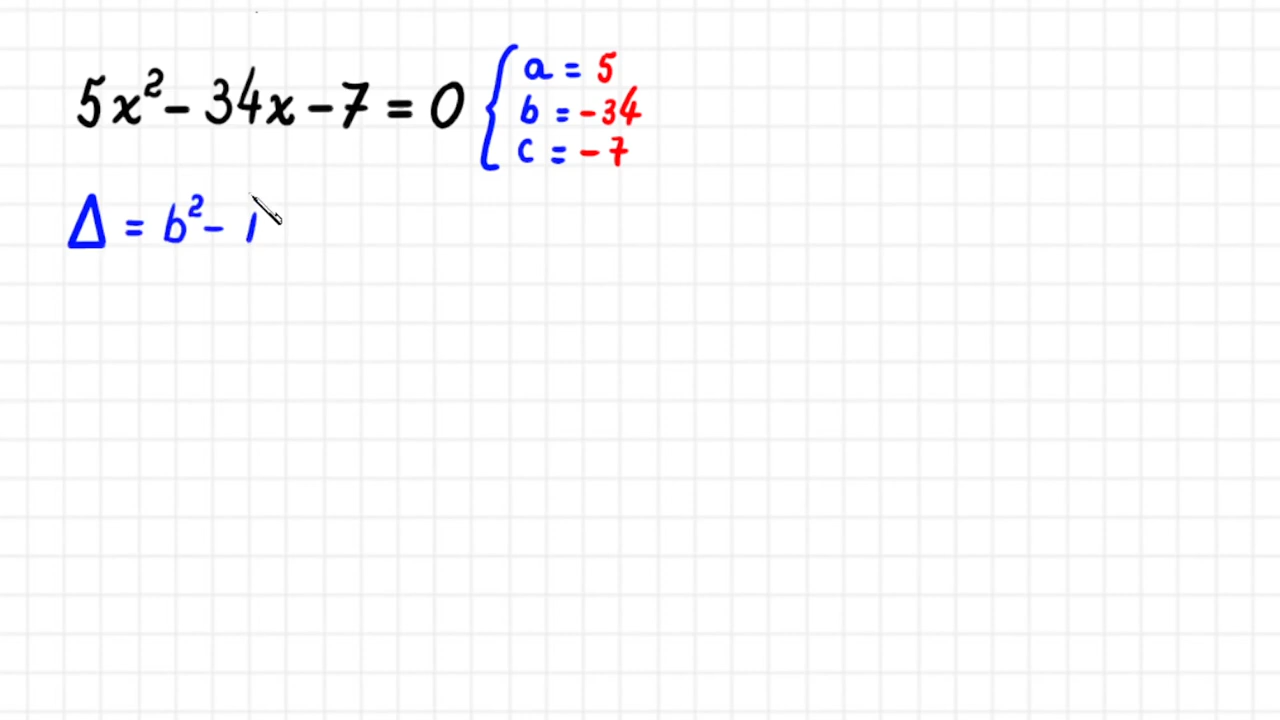 5x² - 34x - 7 = 0
a = 5
b = -34
c = -7
Δ = b² -